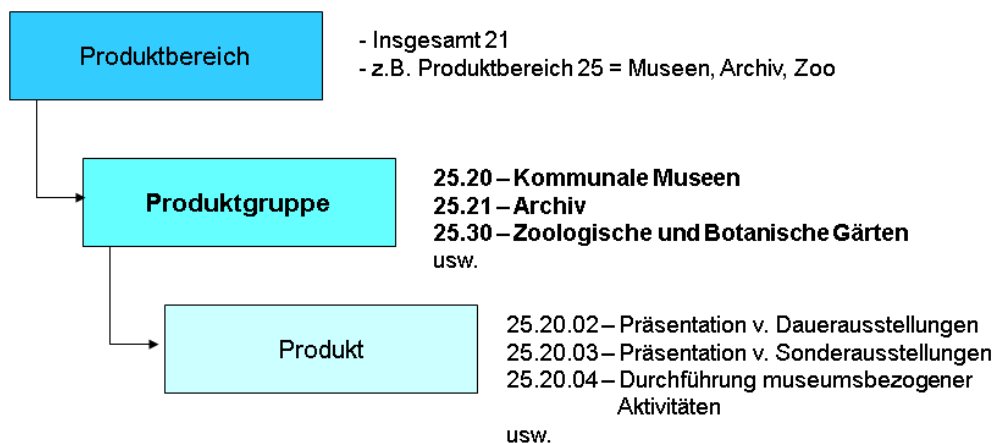 Produktbereich
- Insgesamt 21
- z.B. Produktbereich 25 = Museen, Archiv, Zoo
Produktgruppe
25.20 – Kommunale Museen
25.21 – Archiv
25.30 – Zoologische und Botanische Gärten
usw.
Produkt
25.20.02 – Präsentation v. Dauerausstellungen
25.20.03 – Präsentation v. Sonderausstellungen
25.20.04 – Durchführung museumsbezogener
Aktivitäten
usw.